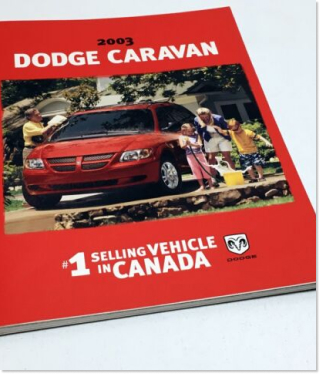 2003
DODGE CARAVAN
#1 SELLING VEHICLE
IN CANADA
DODGE